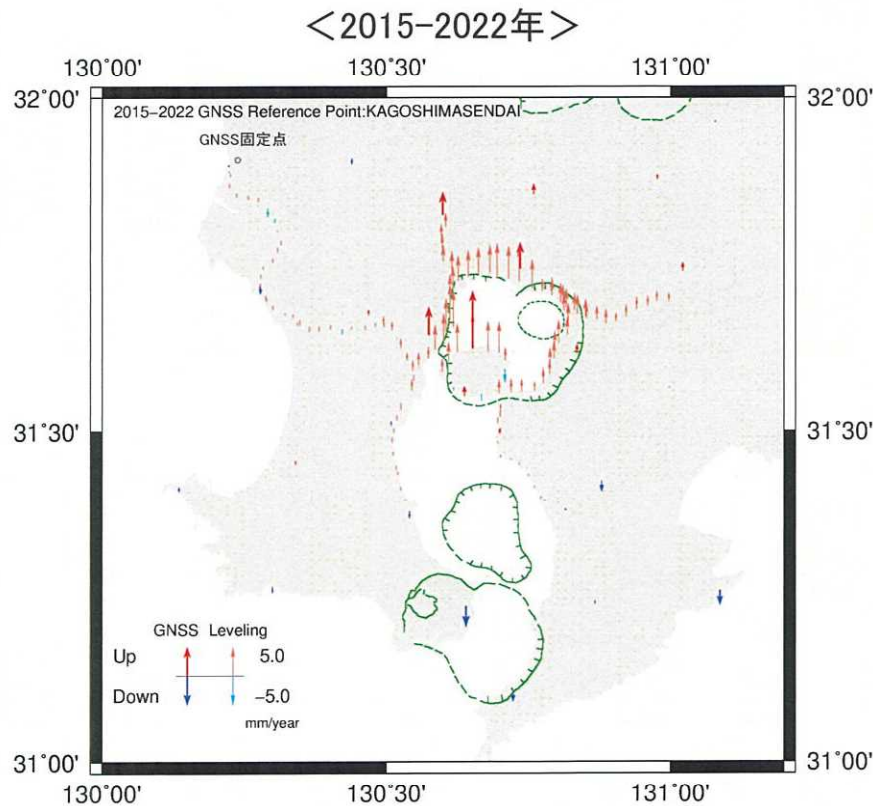 ＜2015-2022年＞
130°00' 130°30' 131°00'
32°00' 32°00'
2015–2022 GNSS Reference Point:KAGOSHIMASENDAI
GNSS固定点
31°30' 31°30'
GNSS Leveling
Up 5.0
Down −5.0
mm/year
31°00' 31°00'
130°00' 130°30' 131°00'